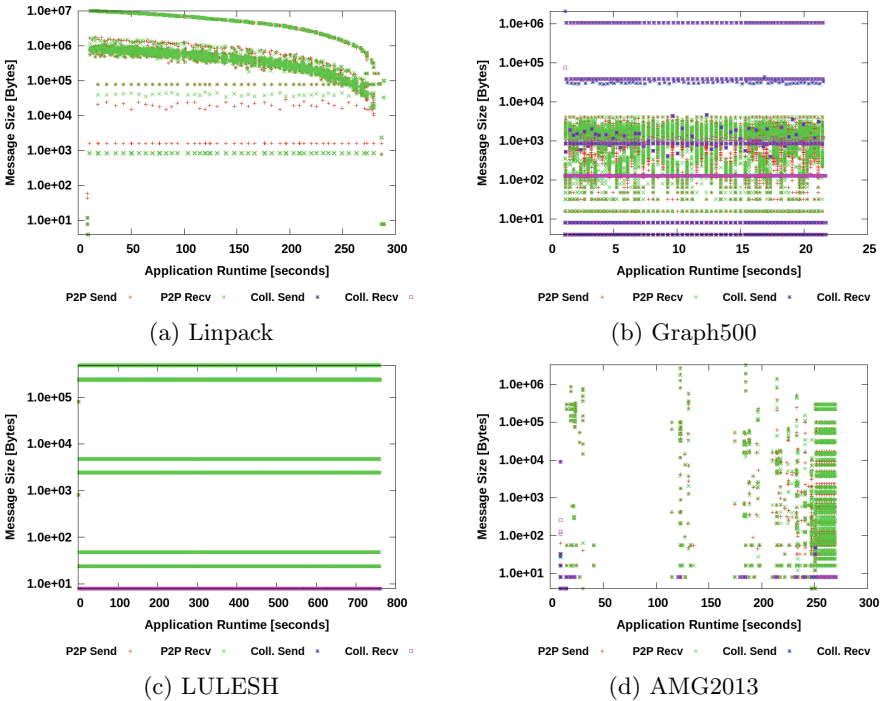 1.0e+07
1.0e+06
1.0e+05
1.0e+04
1.0e+03
1.0e+02
1.0e+01
Message Size [Bytes]
0 50 100 150 200 250 300
Application Runtime [seconds]
P2P Send P2P Recv Coll. Send Coll. Recv
(a) Linpack
1.0e+06
1.0e+05
1.0e+04
1.0e+03
1.0e+02
1.0e+01
Message Size [Bytes]
0 5 10 15 20 25
Application Runtime [seconds]
P2P Send P2P Recv Coll. Send Coll. Recv
(b) Graph500
1.0e+05
1.0e+04
1.0e+03
1.0e+02
1.0e+01
Message Size [Bytes]
0 100 200 300 400 500 600 700 800
Application Runtime [seconds]
P2P Send P2P Recv Coll. Send Coll. Recv
(c) LULESH
1.0e+06
1.0e+05
1.0e+04
1.0e+03
1.0e+02
1.0e+01
Message Size [Bytes]
0 50 100 150 200 250 300
Application Runtime [seconds]
P2P Send P2P Recv Coll. Send Coll. Recv
(d) AMG2013